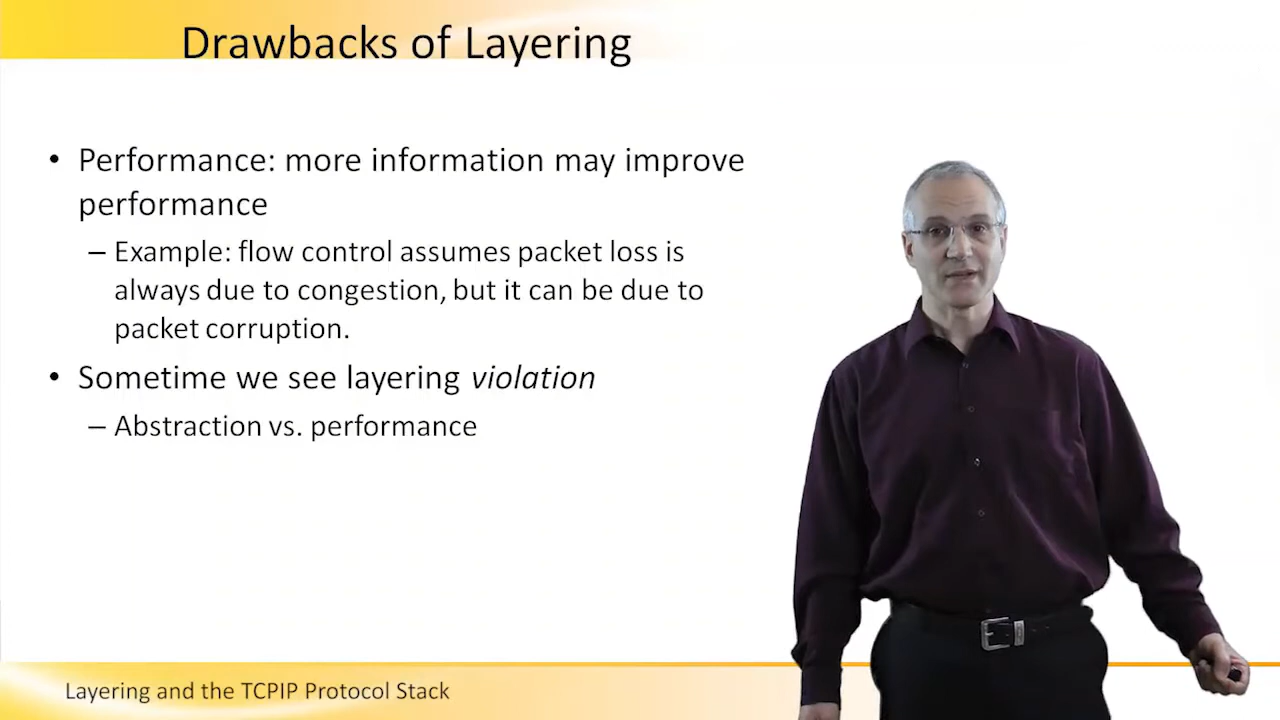 Drawbacks of Layering
• Performance: more information may improve
performance
– Example: flow control assumes packet loss is
always due to congestion, but it can be due to
packet corruption.
• Sometime we see layering violation
– Abstraction vs. performance
Layering and the TCPIP Protocol Stack